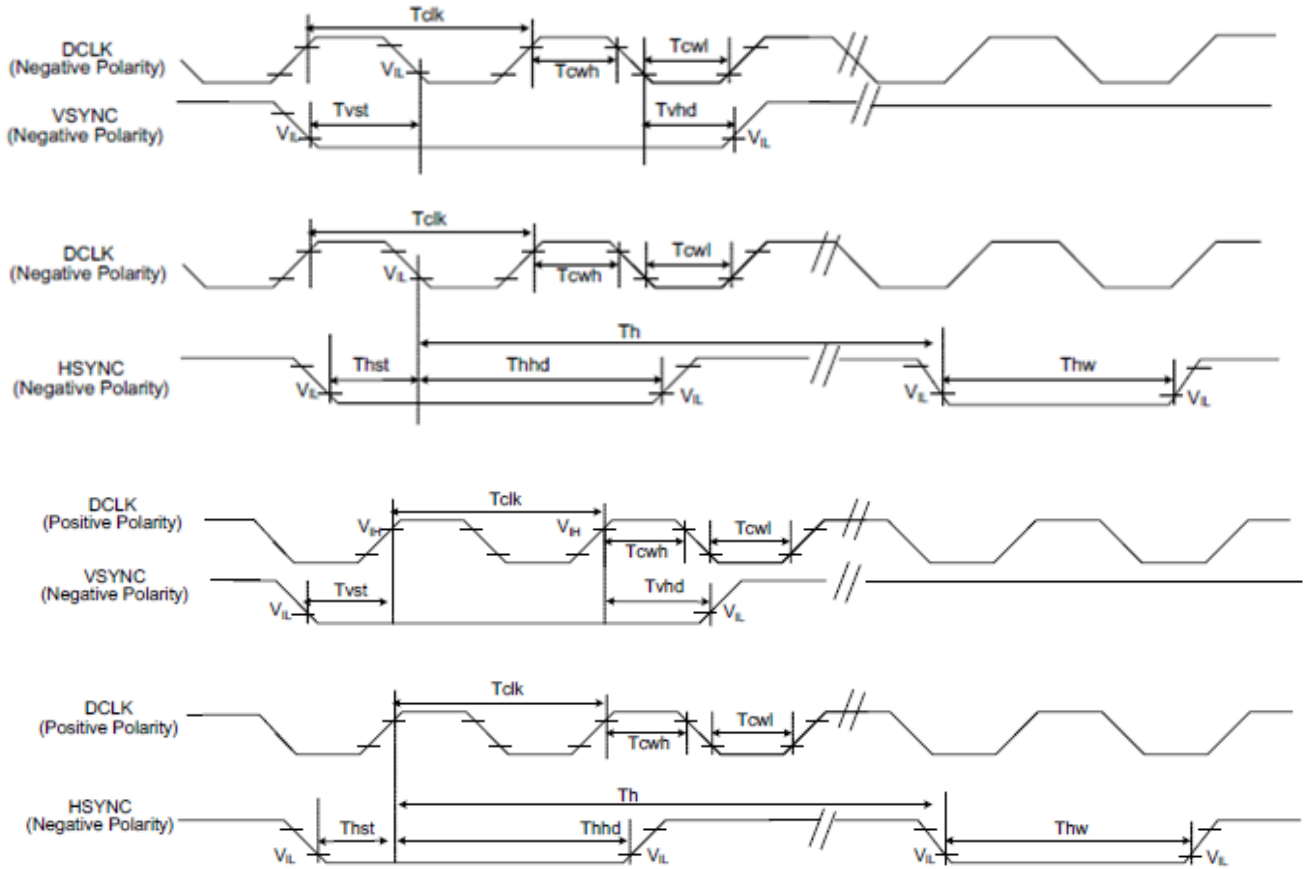 Tclk
DCLK
(Negative Polarity)
VIL
Tcwh
Tcwl
VSYNC
(Negative Polarity)
VIL
Tvst
Tvhd
VIL
Tclk
DCLK
(Negative Polarity)
VIL
Tcwh
Tcwl
Th
HSYNC
(Negative Polarity)
VIL
Thst
Thhd
VIL
VIL
Thw
VIL
DCLK
(Positive Polarity)
VIH
Tclk
VIH
Tcwh
Tcwl
VSYNC
(Negative Polarity)
VIL
Tvst
Tvhd
VIL
DCLK
(Positive Polarity)
Tclk
Tcwh
Tcwl
Th
HSYNC
(Negative Polarity)
VIL
Thst
Thhd
VIL
VIL
Thw
VIL